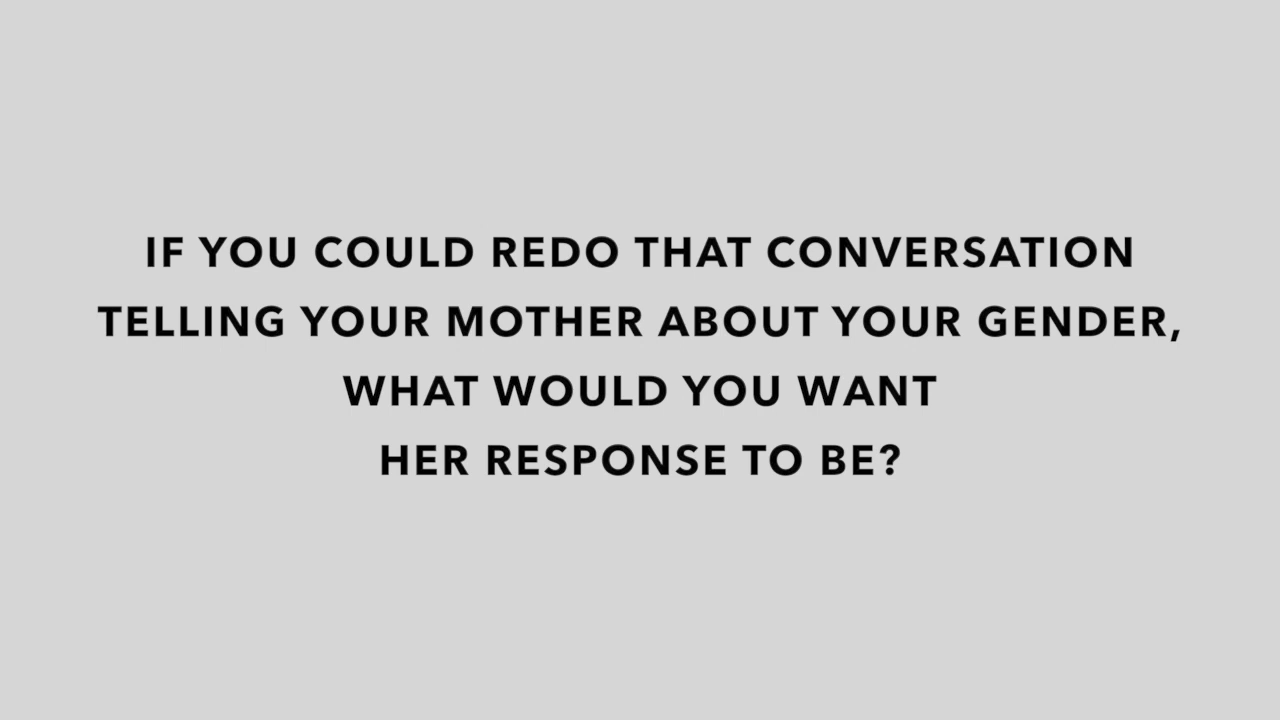 IF YOU COULD REDO THAT CONVERSATION
TELLING YOUR MOTHER ABOUT YOUR GENDER,
WHAT WOULD YOU WANT
HER RESPONSE TO BE?